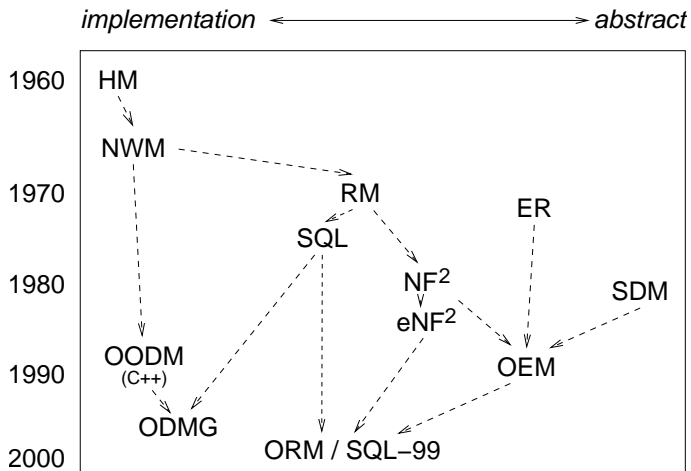 implementation abstract
1960 HM
NWM
1970 RM ER
SQL
1980 NF² SDM
eNF²
OODM
(C++)
1990 OEM
ODMG
2000 ORM / SQL–99